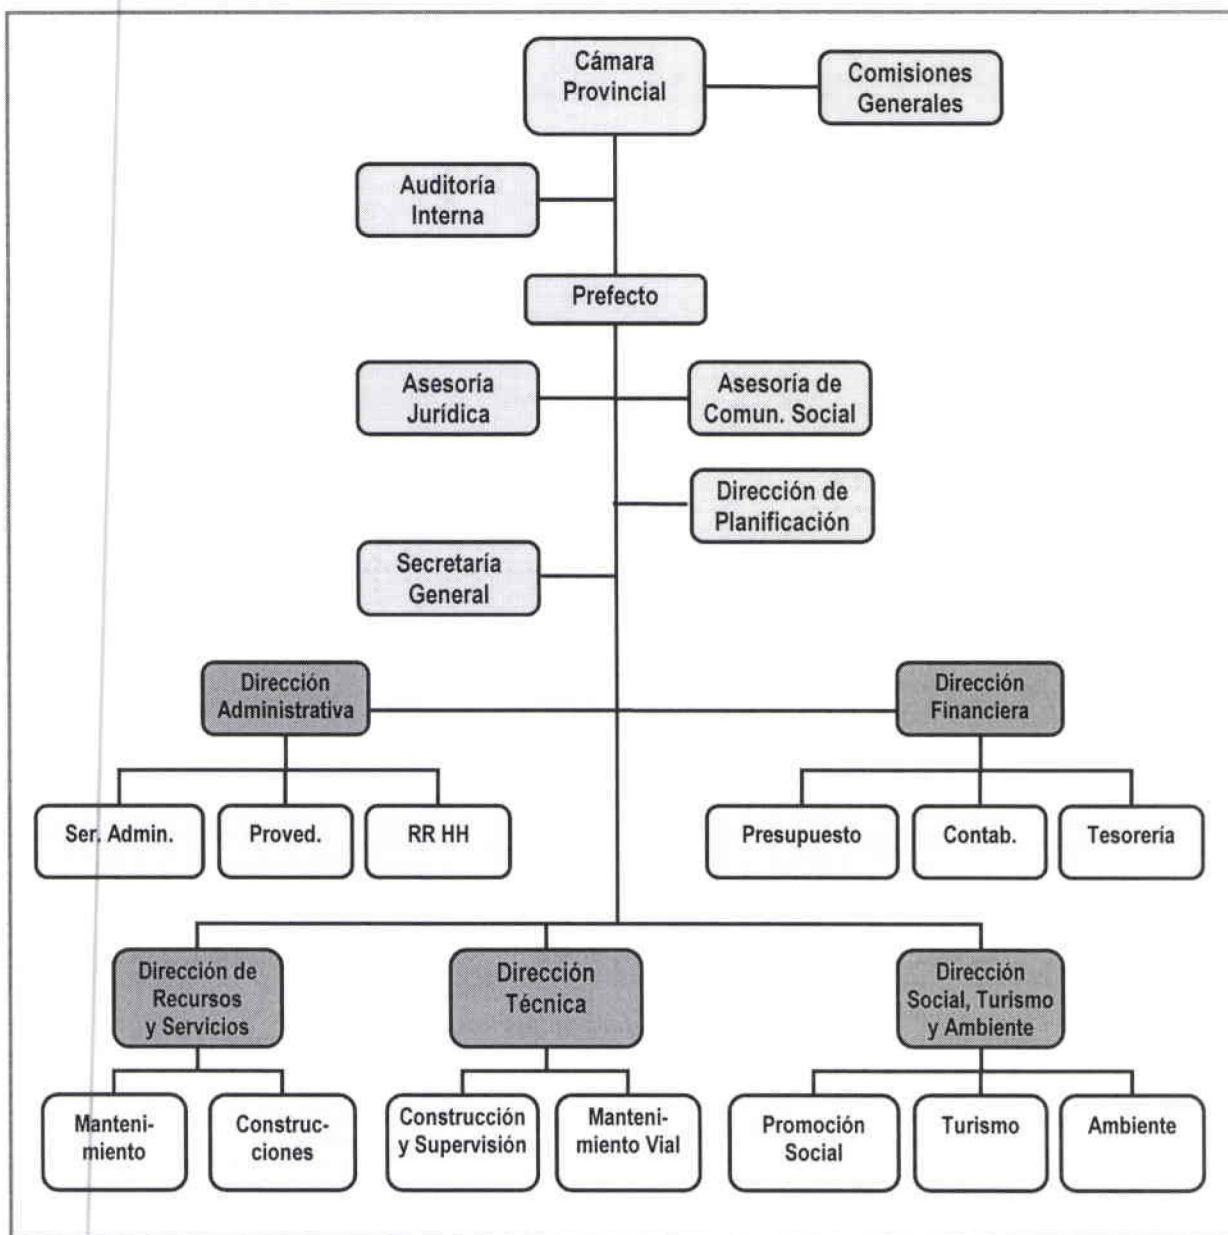 Cámara
Provincial
Comisiones
Generales
Auditoría
Interna
Prefecto
Asesoría
Jurídica
Asesoría de
Comun. Social
Dirección de
Planificación
Secretaría
General
Dirección
Administrativa
Dirección
Financiera
Ser. Admin.
Proved.
RR HH
Presupuesto
Contab.
Tesorería
Dirección de
Recursos
y Servicios
Dirección
Técnica
Dirección
Social, Turismo
y Ambiente
Manteni-
miento
Construc-
ciones
Construcción
y Supervisión
Manteni-
miento Vial
Promoción
Social
Turismo
Ambiente